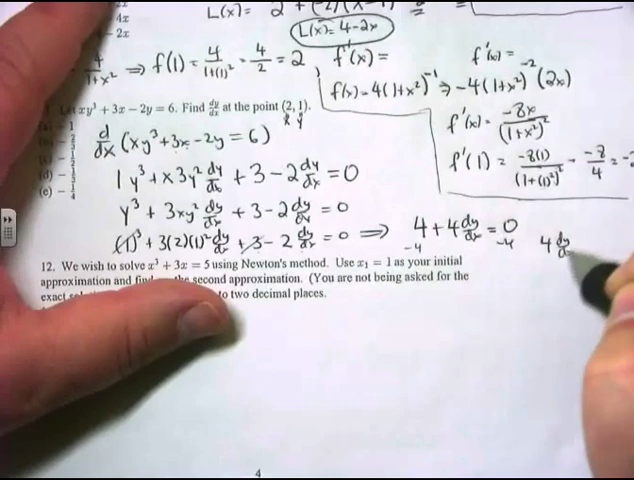 4x
- 2x
L(x) =
L(x) = 4-2x
4/(1+x²) ⇒ f(1) = 4/(1+(1)²) = 4/2 = 2
f'(x) =
f'(x) =
f(x) = 4(1+x²)⁻¹ ⇒ -4(1+x²)⁻² (2x)
f'(x) = -8x/(1+x²)²
f'(1) = -8(1)/(1+(1)²)² = -8/4 = -2
xy³ + 3x − 2y = 6. Find dy/dx at the point (2, 1).
x y
d/dx (xy³+3x-2y=6)
1y³ + x3y² dy/dx + 3 - 2 dy/dx = 0
y³ + 3xy² dy/dx + 3 - 2 dy/dx = 0
(1)³ + 3(2)(1)² dy/dx + 3 - 2 dy/dx = 0 ⇒ 4 + 4 dy/dx = 0
-4 -4
4 dy/d
(d) −
(e) − 1/4
12. We wish to solve x³ + 3x = 5 using Newton's method. Use x₁ = 1 as your initial
approximation and find the second approximation. (You are not being asked for the
exact to two decimal places.
4